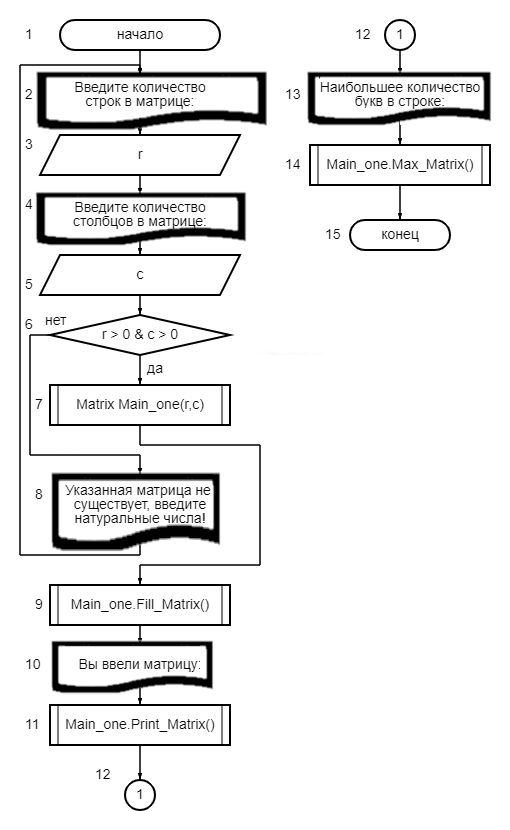 1
начало
2
Введите количество
строк в матрице:
3
r
4
Введите количество
столбцов в матрице:
5
c
6
нет
r > 0 & c > 0
да
7
Matrix Main_one(r,c)
8
Указанная матрица не
существует, введите
натуральные числа!
9
Main_one.Fill_Matrix()
10
Вы ввели матрицу:
11
Main_one.Print_Matrix()
12
1
12
1
13
Наибольшее количество
букв в строке:
14
Main_one.Max_Matrix()
15
конец